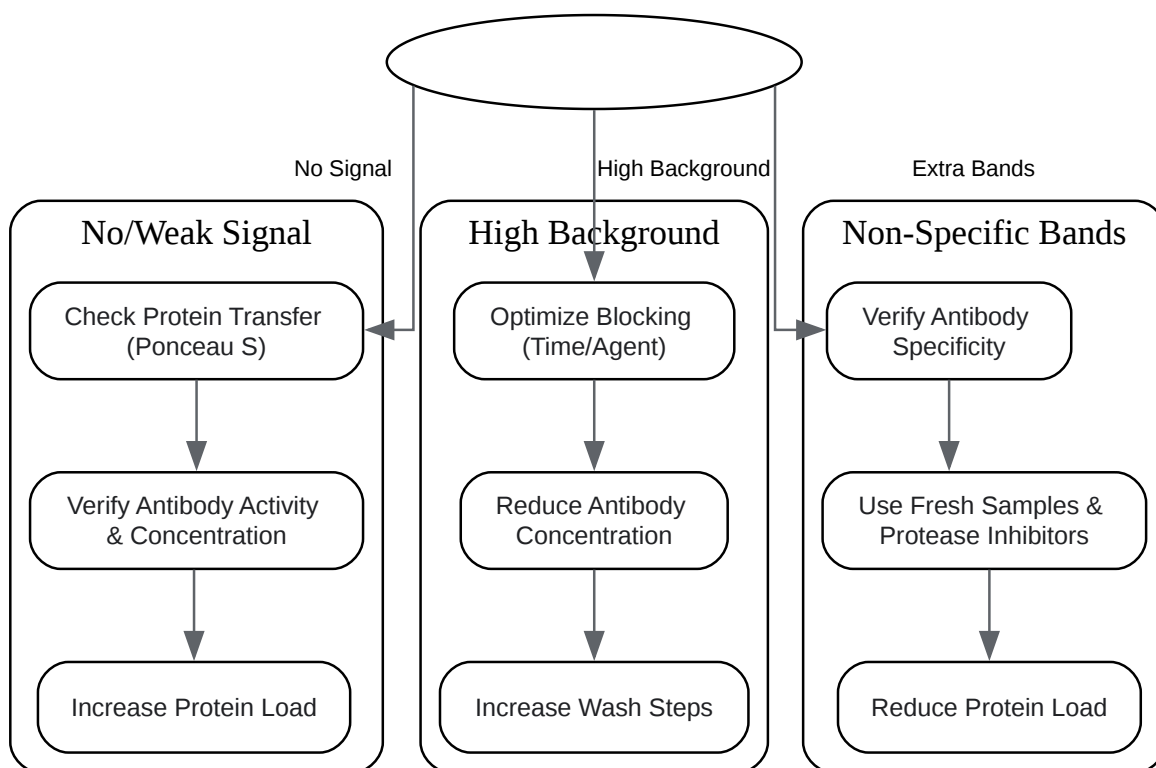 No Signal
High Background
Extra Bands
No/Weak Signal
High Background
Non-Specific Bands
Check Protein Transfer
(Ponceau S)
Optimize Blocking
(Time/Agent)
Verify Antibody
Specificity
Verify Antibody Activity
& Concentration
Reduce Antibody
Concentration
Use Fresh Samples &
Protease Inhibitors
Increase Protein Load
Increase Wash Steps
Reduce Protein Load